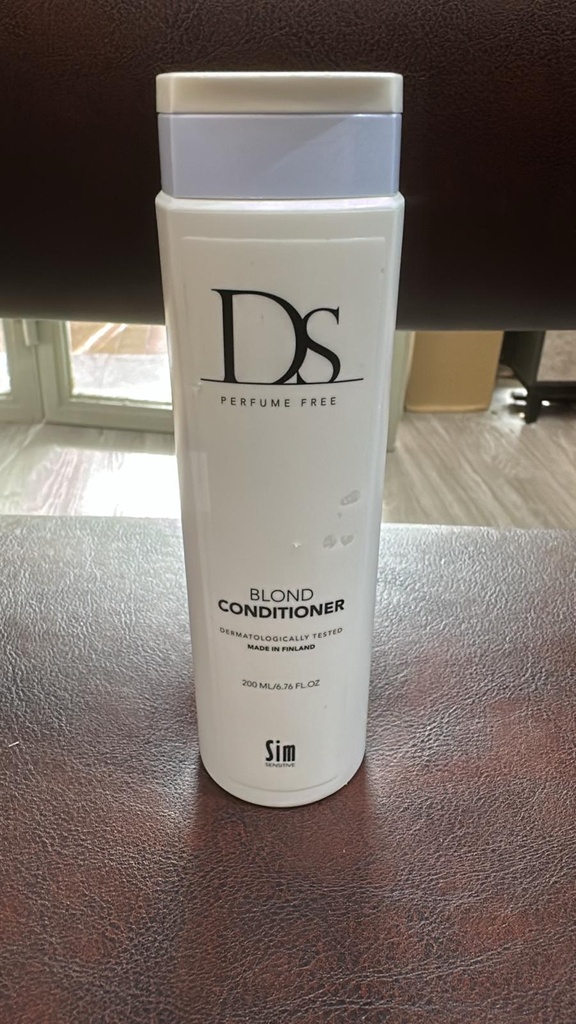 DS
PERFUME FREE
BLOND
CONDITIONER
DERMATOLOGICALLY TESTED
MADE IN FINLAND
200 ML/6.76 FL.OZ
Sim
SENSITIVE